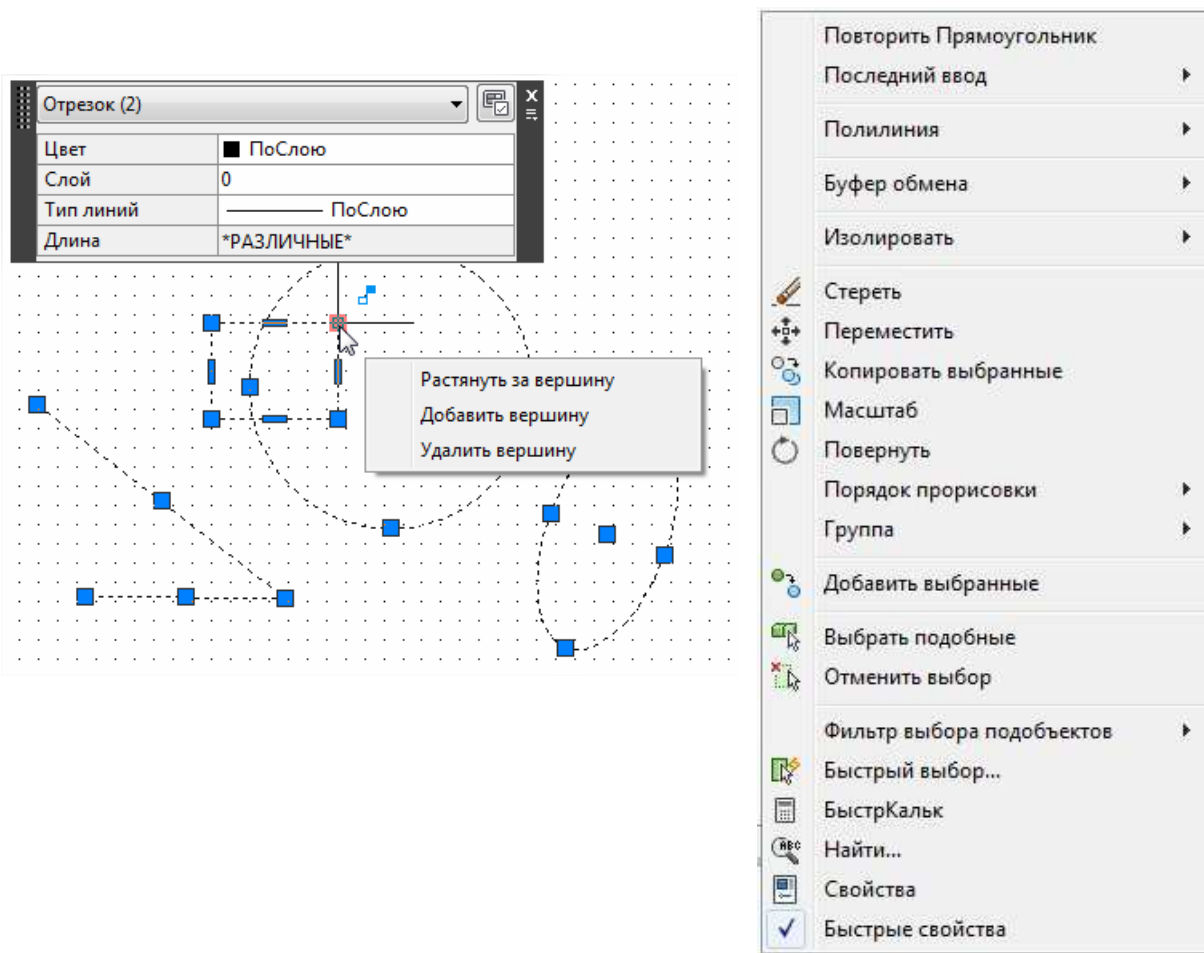 Отрезок (2)
Цвет ПоСлою
Слой 0
Тип линий ПоСлою
Длина *РАЗЛИЧНЫЕ*
Растянуть за вершину
Добавить вершину
Удалить вершину
Повторить Прямоугольник
Последний ввод
Полилиния
Буфер обмена
Изолировать
Стереть
Переместить
Копировать выбранные
Масштаб
Повернуть
Порядок прорисовки
Группа
Добавить выбранные
Выбрать подобные
Отменить выбор
Фильтр выбора подобъектов
Быстрый выбор...
БыстрКальк
ABC
Найти...
Свойства
Быстрые свойства